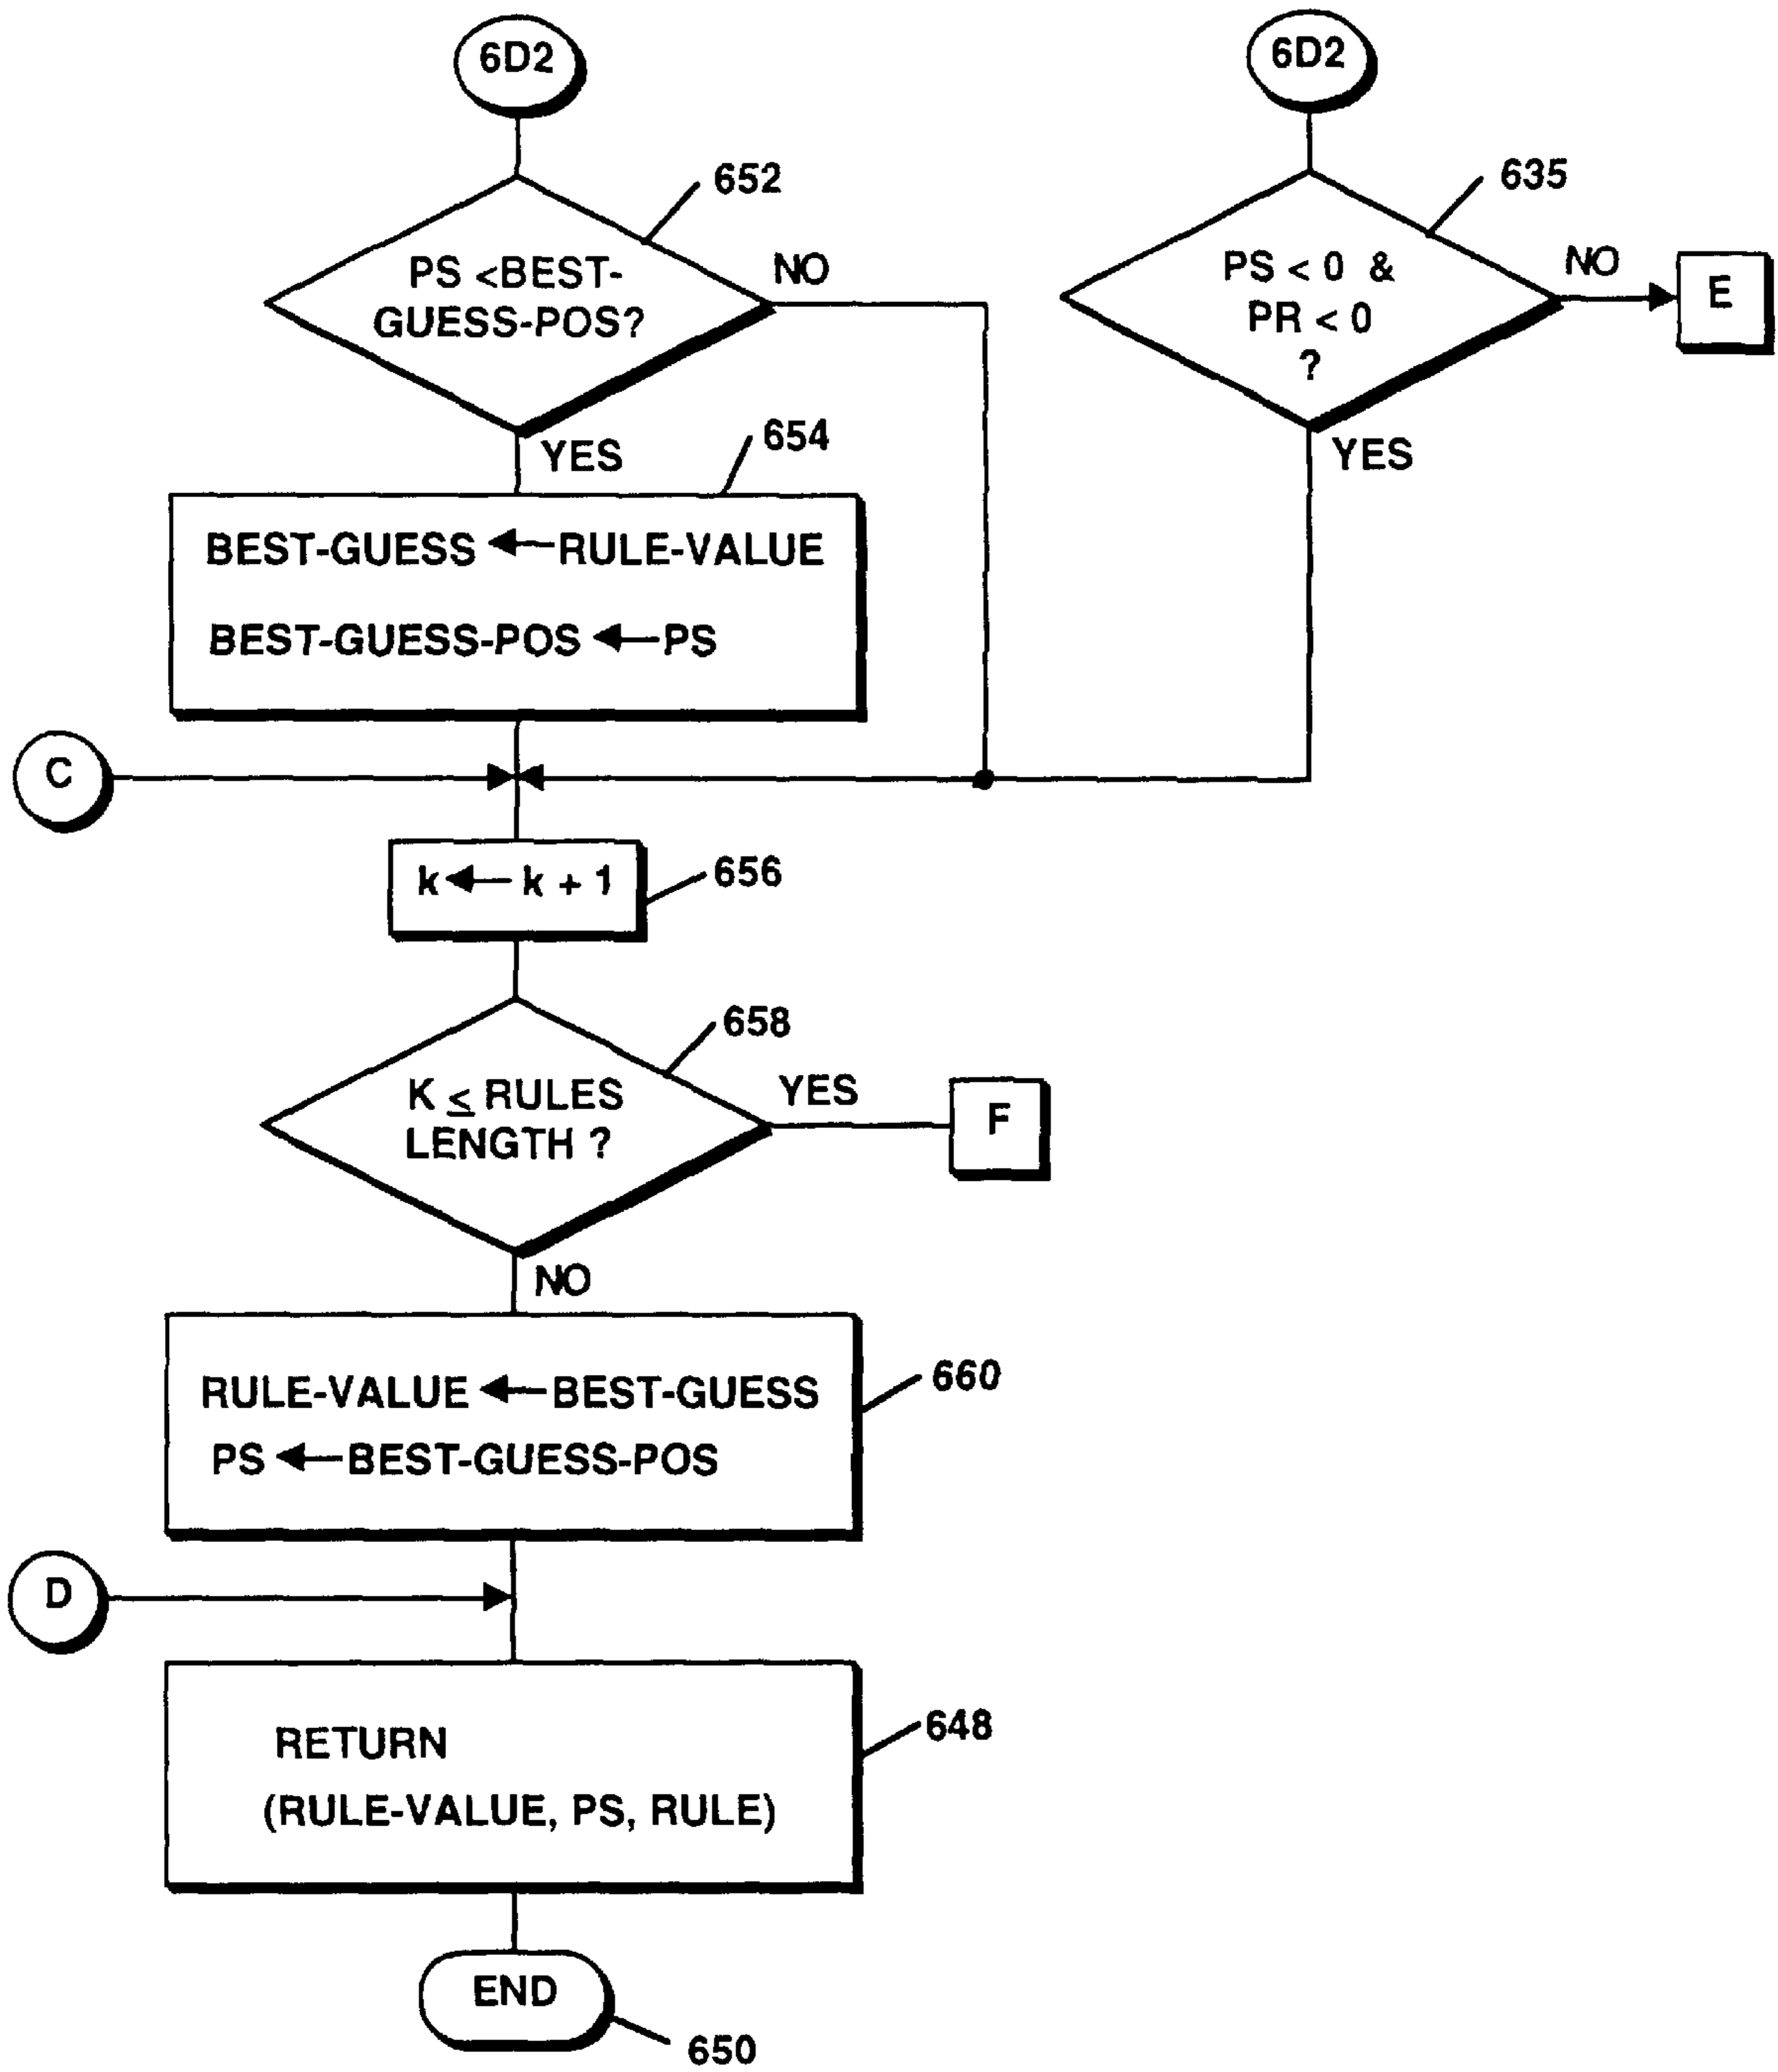 6D2
6D2
652
635
PS <BEST-
GUESS-POS?
NO
PS < 0 &
PR < 0
?
NO
E
YES
YES
654
BEST-GUESS ← RULE-VALUE
BEST-GUESS-POS ← PS
C
k ← k + 1
656
658
K ≤ RULES
LENGTH ?
YES
F
NO
660
RULE-VALUE ← BEST-GUESS
PS ← BEST-GUESS-POS
D
648
RETURN
(RULE-VALUE, PS, RULE)
END
650